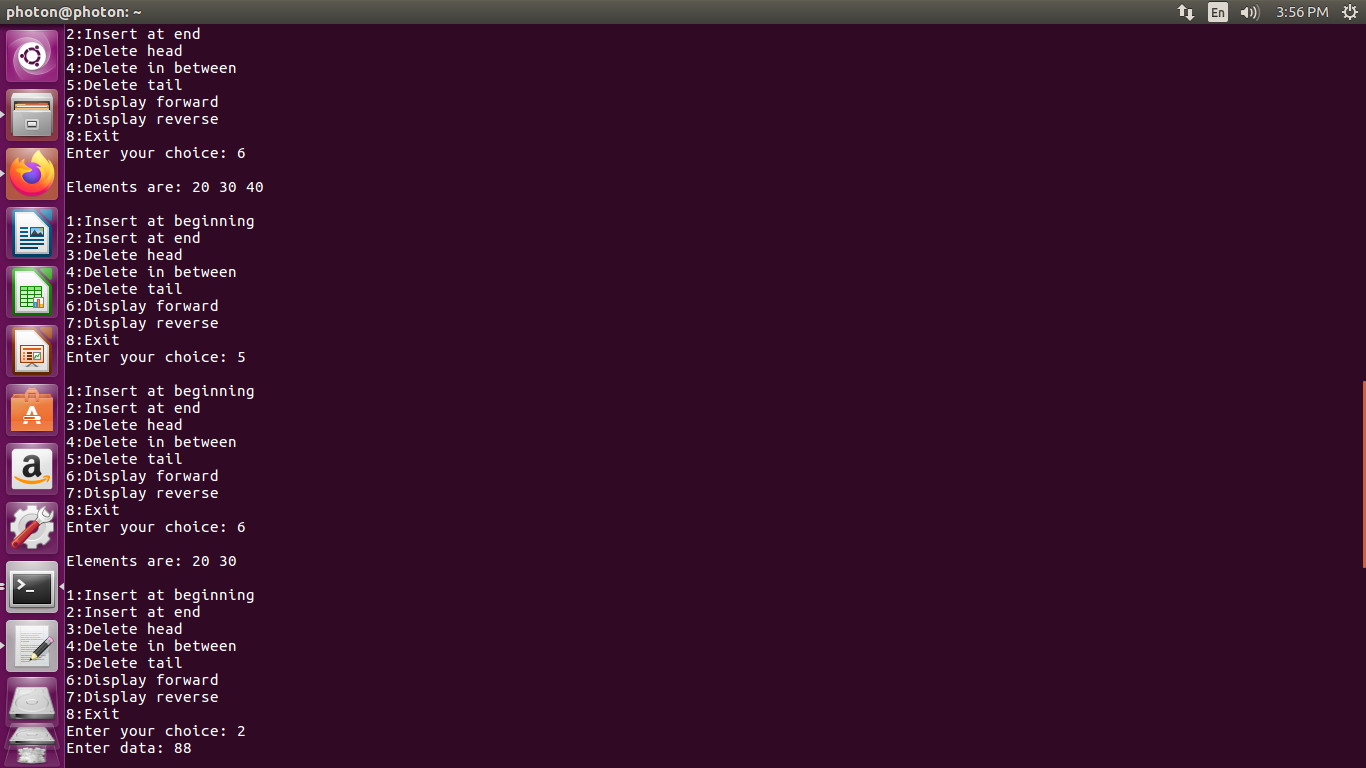 photon@photon: ~
En
3:56 PM
2:Insert at end
3:Delete head
4:Delete in between
5:Delete tail
6:Display forward
7:Display reverse
8:Exit
Enter your choice: 6
Elements are: 20 30 40
1:Insert at beginning
2:Insert at end
3:Delete head
4:Delete in between
5:Delete tail
6:Display forward
7:Display reverse
8:Exit
Enter your choice: 5
1:Insert at beginning
2:Insert at end
3:Delete head
4:Delete in between
5:Delete tail
6:Display forward
7:Display reverse
8:Exit
Enter your choice: 6
Elements are: 20 30
1:Insert at beginning
2:Insert at end
3:Delete head
4:Delete in between
5:Delete tail
6:Display forward
7:Display reverse
8:Exit
Enter your choice: 2
Enter data: 88